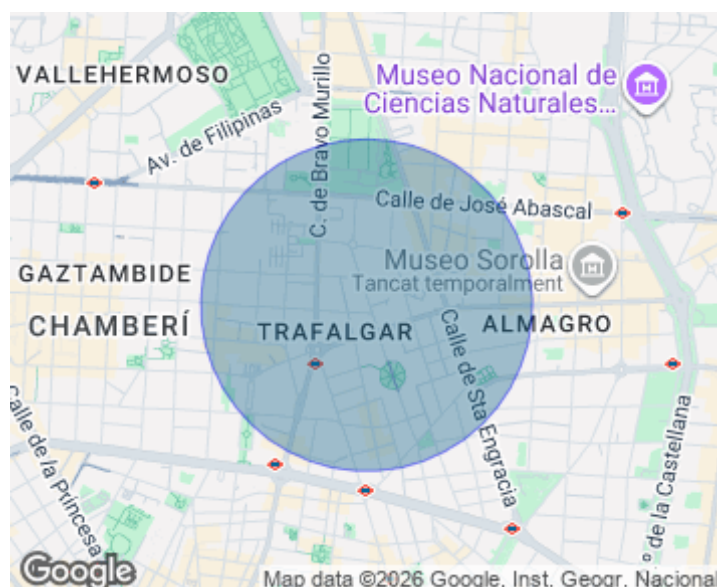 VALLEHERMOSO
Museo Nacional de
Ciencias Naturales...
Av. de Filipinas
C. de Bravo Murillo
Calle de José Abascal
GAZTAMBIDE
Museo Sorolla
Tancat temporalment
CHAMBERÍ
TRAFALGAR
ALMAGRO
Calle de Sta Engracia
Calle de la Princesa
º de la Castellana
Google
Map data ©2026 Google, Inst. Geogr. Nacional